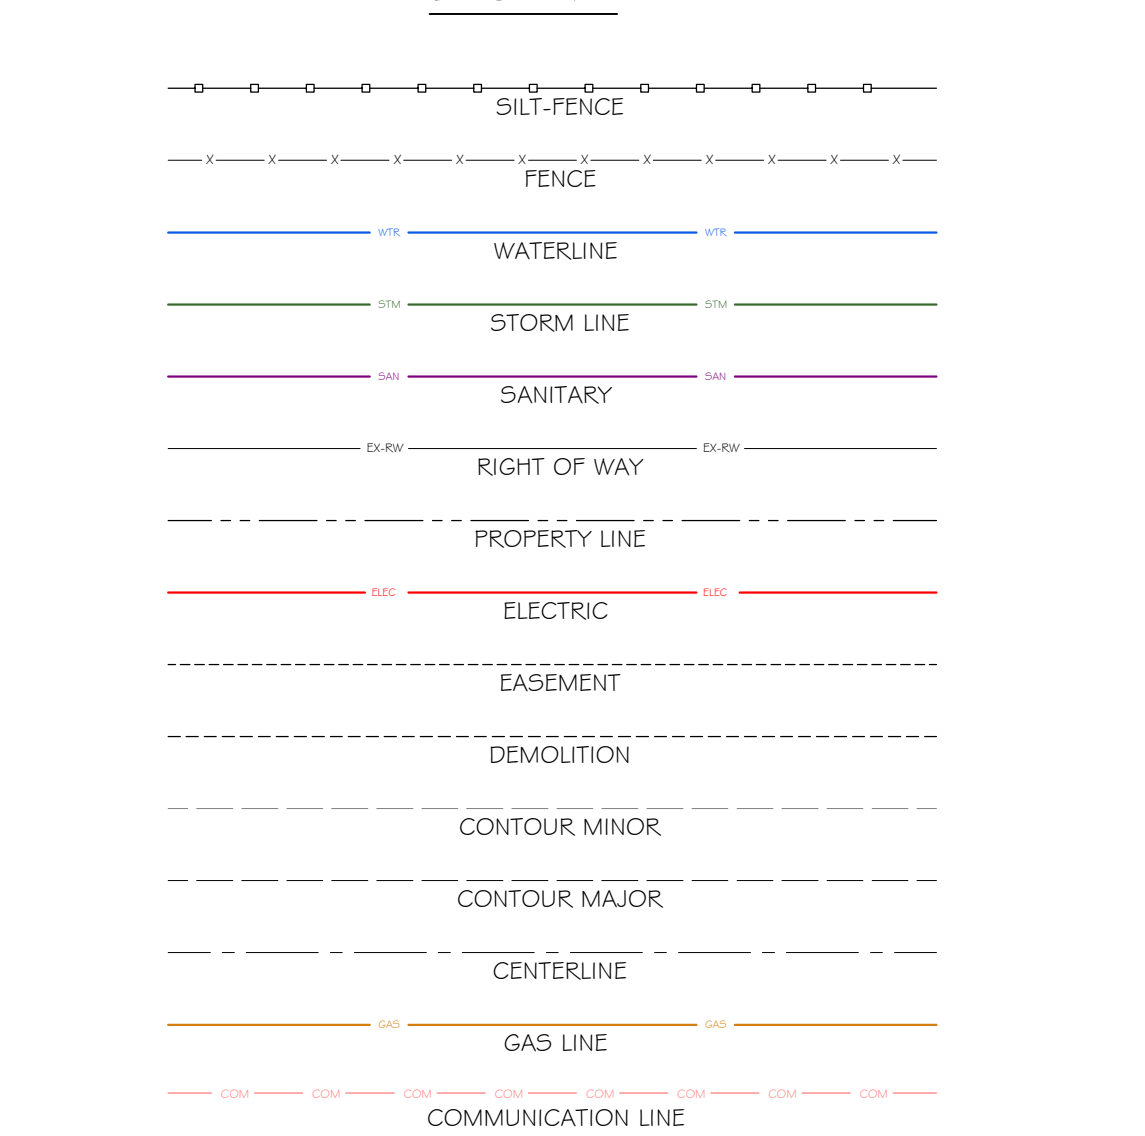 SILT-FENCE
X X X X X X X X X X X X
FENCE
WTR WTR
WATERLINE
STM STM
STORM LINE
SAN SAN
SANITARY
EX-RW EX-RW
RIGHT OF WAY
PROPERTY LINE
ELEC ELEC
ELECTRIC
EASEMENT
DEMOLITION
CONTOUR MINOR
CONTOUR MAJOR
CENTERLINE
GAS GAS
GAS LINE
COM COM COM COM COM COM COM COM
COMMUNICATION LINE